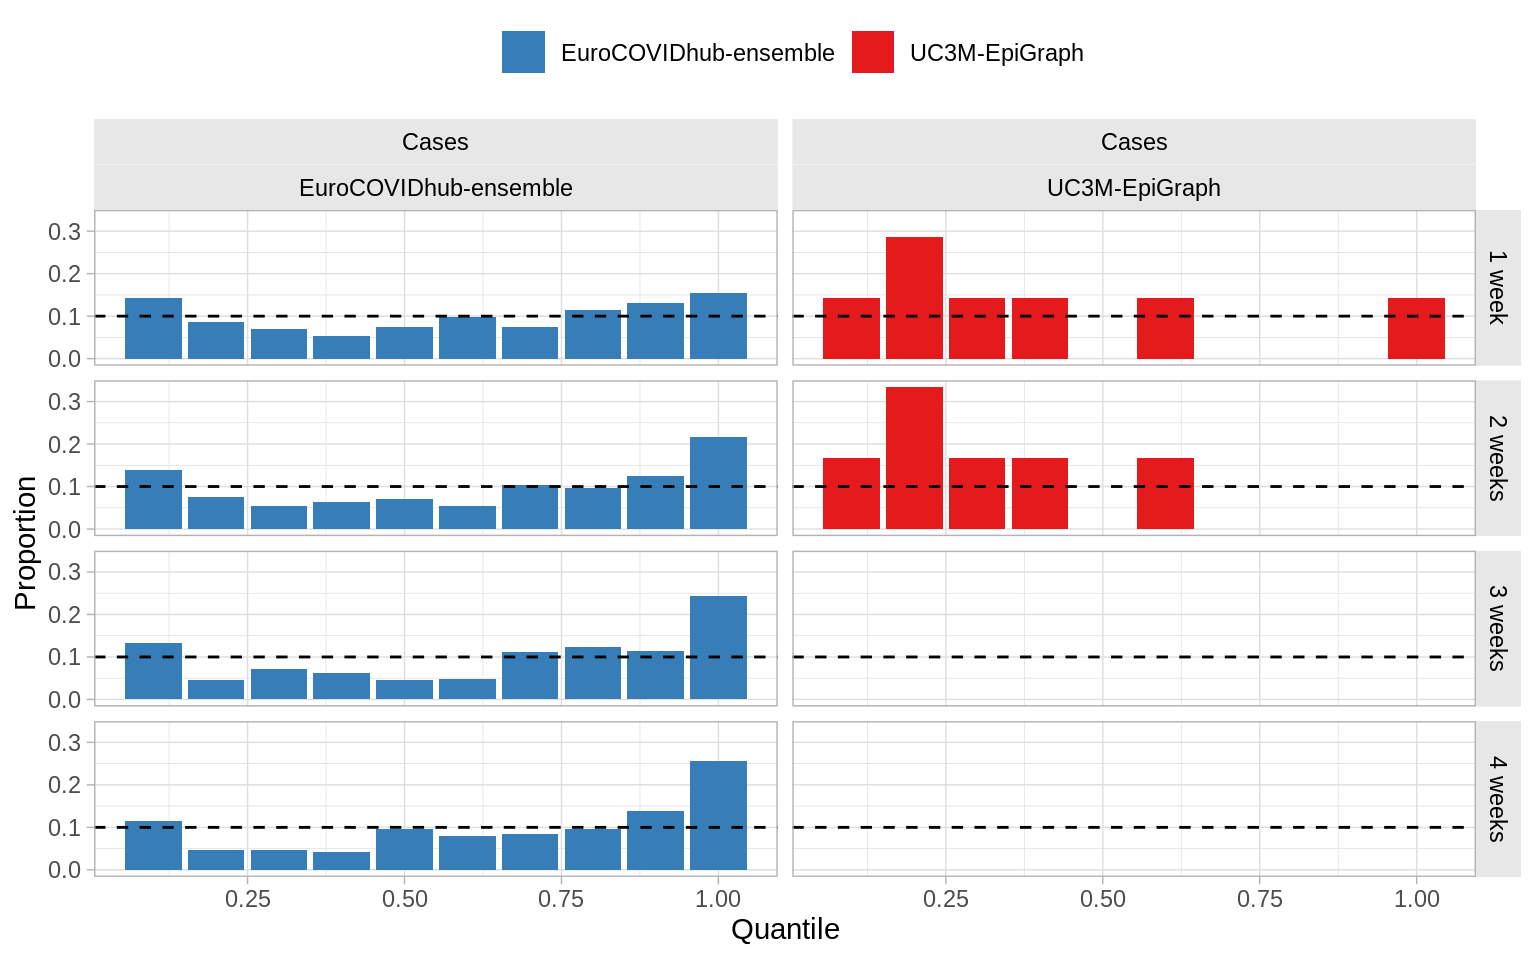 EuroCOVIDhub-ensemble UC3M-EpiGraph
Cases Cases
EuroCOVIDhub-ensemble UC3M-EpiGraph
0.3
0.2
0.1
0.0
1 week
0.3
0.2
0.1
0.0
2 weeks
0.3
0.2
0.1
0.0
3 weeks
0.3
0.2
0.1
0.0
4 weeks
Proportion
0.25 0.50 0.75 1.00 0.25 0.50 0.75 1.00
Quantile